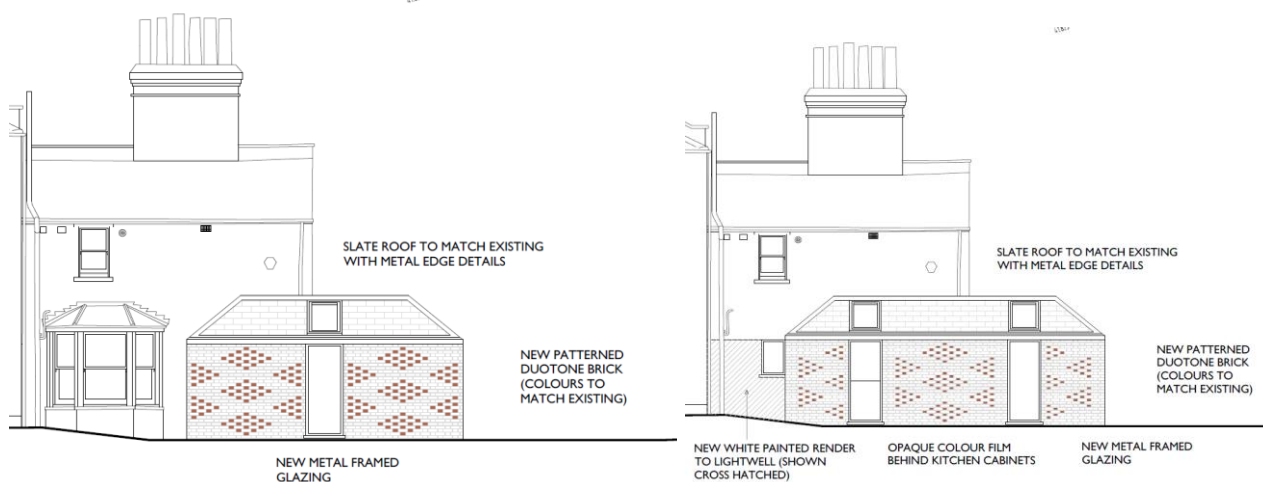 SLATE ROOF TO MATCH EXISTING
WITH METAL EDGE DETAILS
NEW PATTERNED
DUOTONE BRICK
(COLOURS TO
MATCH EXISTING)
NEW METAL FRAMED
GLAZING
SLATE ROOF TO MATCH EXISTING
WITH METAL EDGE DETAILS
NEW PATTERNED
DUOTONE BRICK
(COLOURS TO
MATCH EXISTING)
NEW WHITE PAINTED RENDER
TO LIGHTWELL (SHOWN
CROSS HATCHED)
OPAQUE COLOUR FILM
BEHIND KITCHEN CABINETS
NEW METAL FRAMED
GLAZING